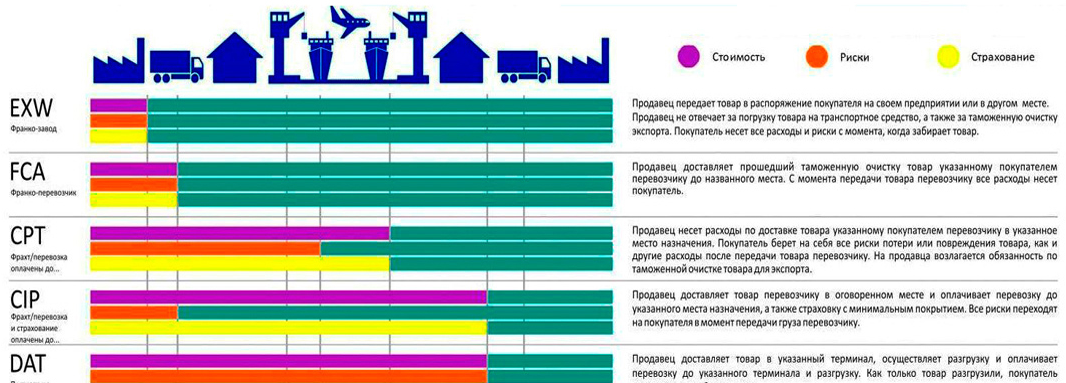 Стоимость
Риски
Страхование
EXW
Франко-завод
Продавец передает товар в распоряжение покупателя на своем предприятии или в другом месте.
Продавец не отвечает за погрузку товара на транспортное средство, а также за таможенную очистку
экспорта. Покупатель несет все расходы и риски с момента, когда забирает товар.
FCA
Франко-перевозчик
Продавец доставляет прошедший таможенную очистку товар указанному покупателем
перевозчику до названного места. С момента передачи товара перевозчику все расходы несет
покупатель.
CPT
Фрахт/перевозка
оплачены до...
Продавец несет расходы по доставке товара указанному покупателем перевозчику в указанное
место назначения. Покупатель берет на себя все риски потери или повреждения товара, как и
другие расходы после передачи товара перевозчику. На продавца возлагается обязанность по
таможенной очистке товара для экспорта.
CIP
Фрахт/перевозка
и страхование
оплачены до...
Продавец доставляет товар перевозчику в оговоренном месте и оплачивает перевозку до
указанного места назначения, а также страховку с минимальным покрытием. Все риски переходят
на покупателя в момент передачи груза перевозчику.
DAT
Продавец доставляет товар в указанный терминал, осуществляет разгрузку и оплачивает
перевозку до указанного терминала и разгрузку. Как только товар разгрузили, покупатель